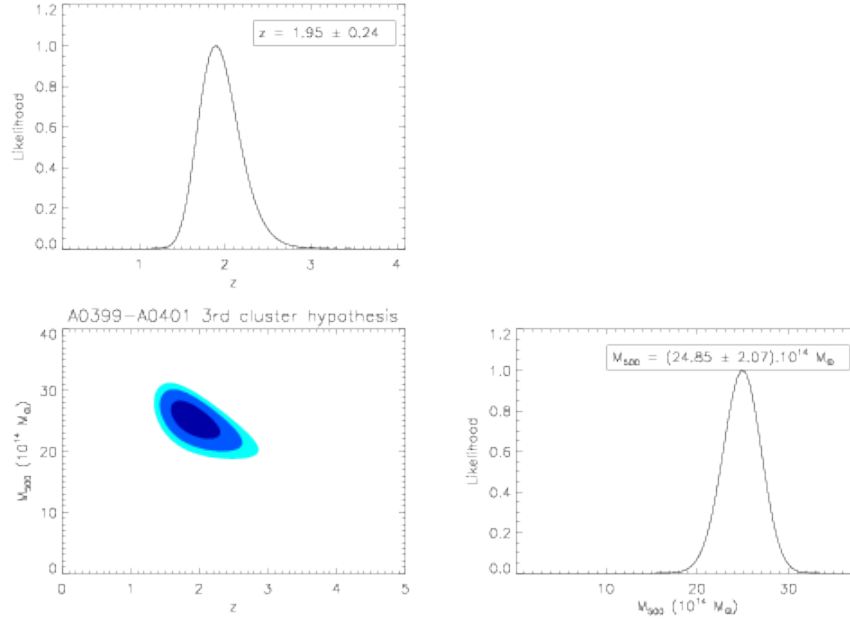 1.2
1.0
0.8
0.6
0.4
0.2
0.0
Likelihood
z = 1.95 ± 0.24
1 2 3 4
z
A0399-A0401 3rd cluster hypothesis
40
30
20
10
0
M₅₀₀ (10¹⁴ M⊙)
0 1 2 3 4 5
z
1.2
1.0
0.8
0.6
0.4
0.2
0.0
Likelihood
M₅₀₀ = (24.85 ± 2.07).10¹⁴ M⊙
10 20 30
M₅₀₀ (10¹⁴ M⊙)